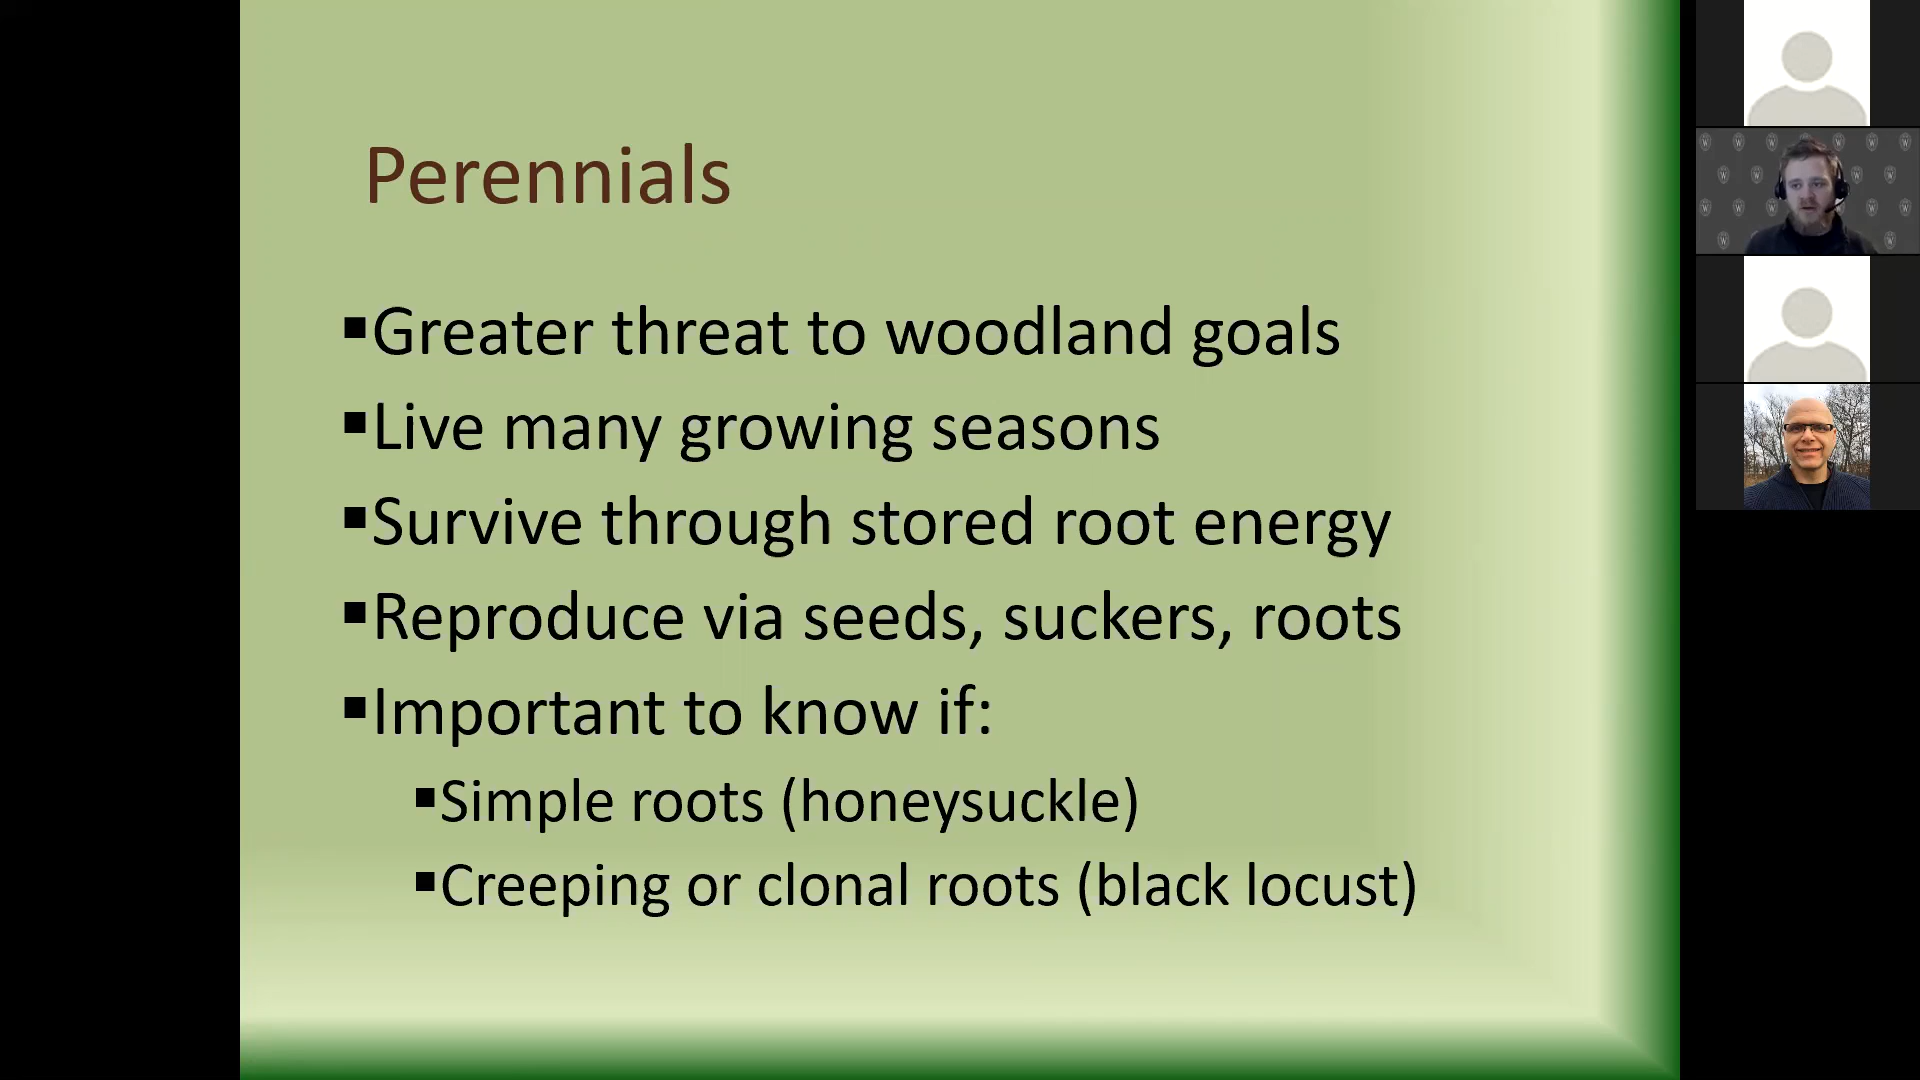 Perennials
▪Greater threat to woodland goals
▪Live many growing seasons
▪Survive through stored root energy
▪Reproduce via seeds, suckers, roots
▪Important to know if:
▪Simple roots (honeysuckle)
▪Creeping or clonal roots (black locust)